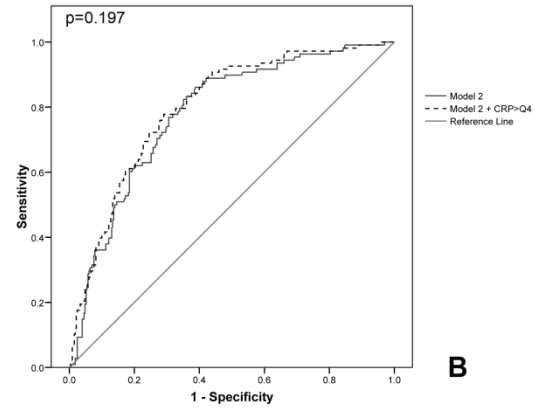 p=0.197
1.0
0.8
0.6
0.4
0.2
0.0
Sensitivity
0.0 0.2 0.4 0.6 0.8 1.0
1 - Specificity
Model 2
Model 2 + CRP>Q4
Reference Line
B